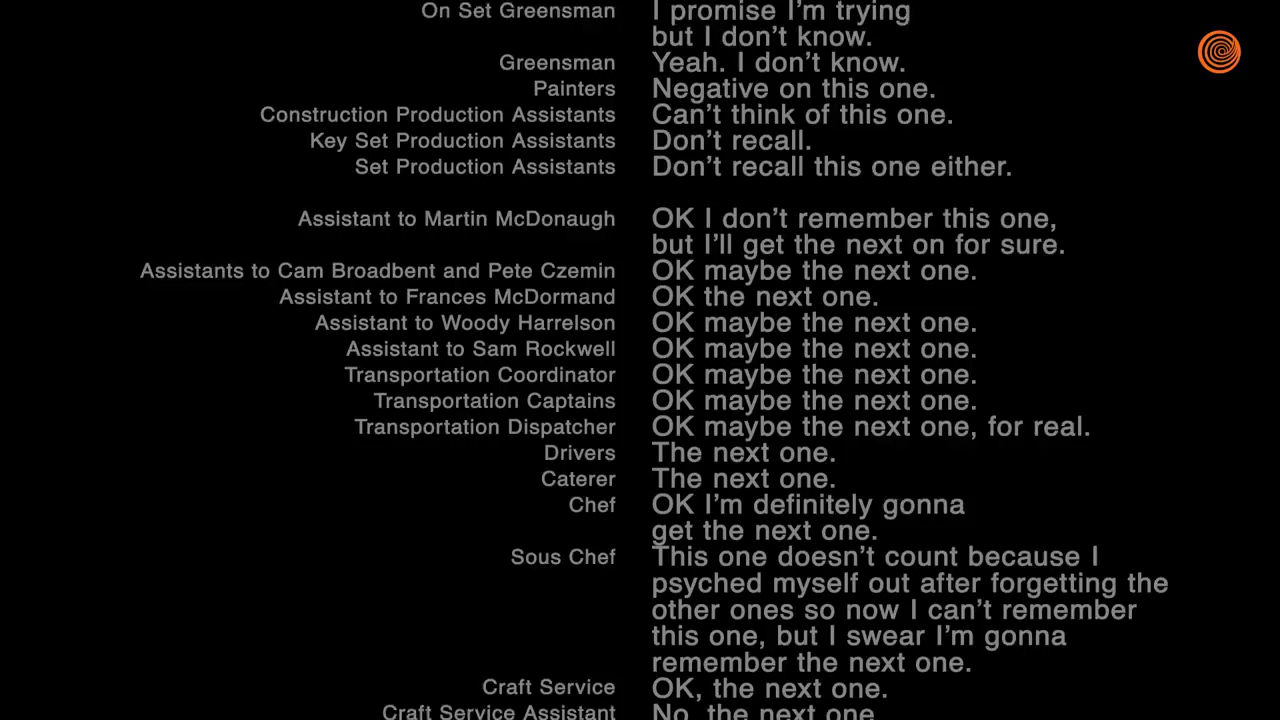 On Set Greensman I promise I'm trying
but I don't know.
Greensman Yeah. I don't know.
Painters Negative on this one.
Construction Production Assistants Can't think of this one.
Key Set Production Assistants Don't recall.
Set Production Assistants Don't recall this one either.
Assistant to Martin McDonaugh OK I don't remember this one,
but I'll get the next on for sure.
Assistants to Cam Broadbent and Pete Czemin OK maybe the next one.
Assistant to Frances McDormand OK the next one.
Assistant to Woody Harrelson OK maybe the next one.
Assistant to Sam Rockwell OK maybe the next one.
Transportation Coordinator OK maybe the next one.
Transportation Captains OK maybe the next one.
Transportation Dispatcher OK maybe the next one, for real.
Drivers The next one.
Caterer The next one.
Chef OK I'm definitely gonna
get the next one.
Sous Chef This one doesn't count because I
psyched myself out after forgetting the
other ones so now I can't remember
this one, but I swear I'm gonna
remember the next one.
Craft Service OK, the next one.
Craft Service Assistant No, the next one